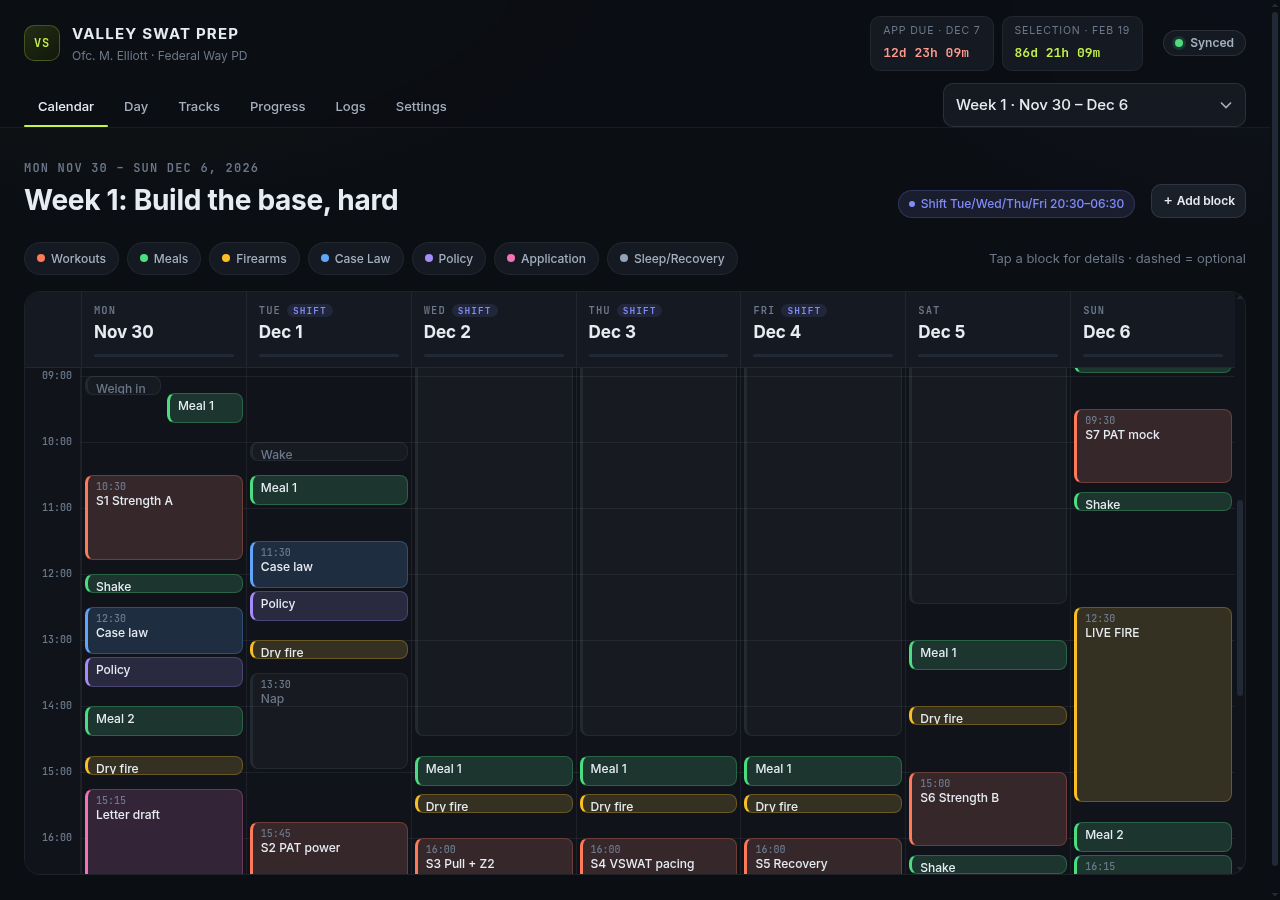 VS
VALLEY SWAT PREP
Ofc. M. Elliott · Federal Way PD
APP DUE · DEC 7
12d 23h 09m
SELECTION · FEB 19
86d 21h 09m
Synced
Calendar
Day
Tracks
Progress
Logs
Settings
Week 1 · Nov 30 – Dec 6
MON NOV 30 – SUN DEC 6, 2026
Week 1: Build the base, hard
Shift Tue/Wed/Thu/Fri 20:30–06:30
+ Add block
Workouts
Meals
Firearms
Case Law
Policy
Application
Sleep/Recovery
Tap a block for details · dashed = optional
MON
Nov 30
TUE SHIFT
Dec 1
WED SHIFT
Dec 2
THU SHIFT
Dec 3
FRI SHIFT
Dec 4
SAT
Dec 5
SUN
Dec 6
09:00
10:00
11:00
12:00
13:00
14:00
15:00
16:00
Weigh in
Meal 1
10:30
S1 Strength A
Shake
12:30
Case law
Policy
Meal 2
Dry fire
15:15
Letter draft
Wake
Meal 1
11:30
Case law
Policy
Dry fire
13:30
Nap
15:45
S2 PAT power
Meal 1
Dry fire
16:00
S3 Pull + Z2
Meal 1
Dry fire
16:00
S4 VSWAT pacing
Meal 1
Dry fire
16:00
S5 Recovery
Meal 1
Dry fire
15:00
S6 Strength B
Shake
09:30
S7 PAT mock
Shake
12:30
LIVE FIRE
Meal 2
16:15